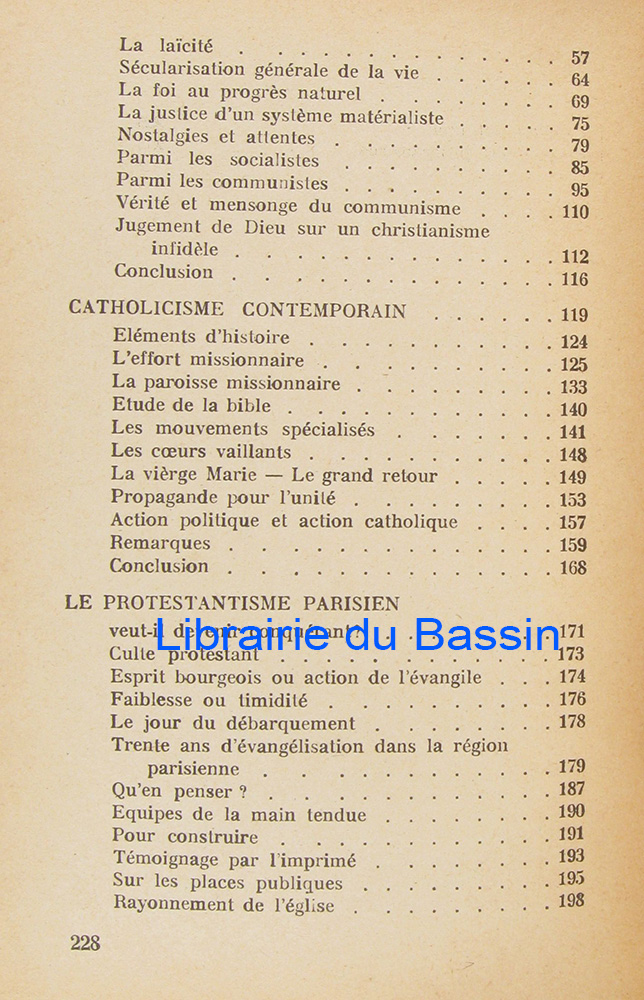 La laïcité . . . . . . . . . . . . 57
Sécularisation générale de la vie . . . . . 64
La foi au progrès naturel . . . . . . . 69
La justice d'un système matérialiste . . . . 75
Nostalgies et attentes . . . . . . . . 79
Parmi les socialistes . . . . . . . . 85
Parmi les communistes . . . . . . . . 95
Vérité et mensonge du communisme . . . . 110
Jugement de Dieu sur un christianisme
infidèle . . . . . . . . . . . . 112
Conclusion . . . . . . . . . . . . 116
CATHOLICISME CONTEMPORAIN . . . . . . 119
Eléments d'histoire . . . . . . . . . 124
L'effort missionnaire . . . . . . . . . 125
La paroisse missionnaire . . . . . . . . 133
Etude de la bible . . . . . . . . . . 140
Les mouvements spécialisés . . . . . . 141
Les cœurs vaillants . . . . . . . . . 148
La vièrge Marie — Le grand retour . . . . . 149
Propagande pour l'unité . . . . . . . . 153
Action politique et action catholique . . . . 157
Remarques . . . . . . . . . . . . 159
Conclusion . . . . . . . . . . . . 168
LE PROTESTANTISME PARISIEN
veut-il devenir conquérant ? . . . . . . . 171
Librairie du Bassin
Culte protestant . . . . . . . . . . 173
Esprit bourgeois ou action de l'évangile . . . 174
Faiblesse ou timidité . . . . . . . . . 176
Le jour du débarquement . . . . . . . 178
Trente ans d'évangélisation dans la région
parisienne . . . . . . . . . . . 179
Qu'en penser ? . . . . . . . . . . . 187
Equipes de la main tendue . . . . . . . 190
Pour construire . . . . . . . . . . 191
Témoignage par l'imprimé . . . . . . . 193
Sur les places publiques . . . . . . . . 195
Rayonnement de l'église . . . . . . . . 198
228